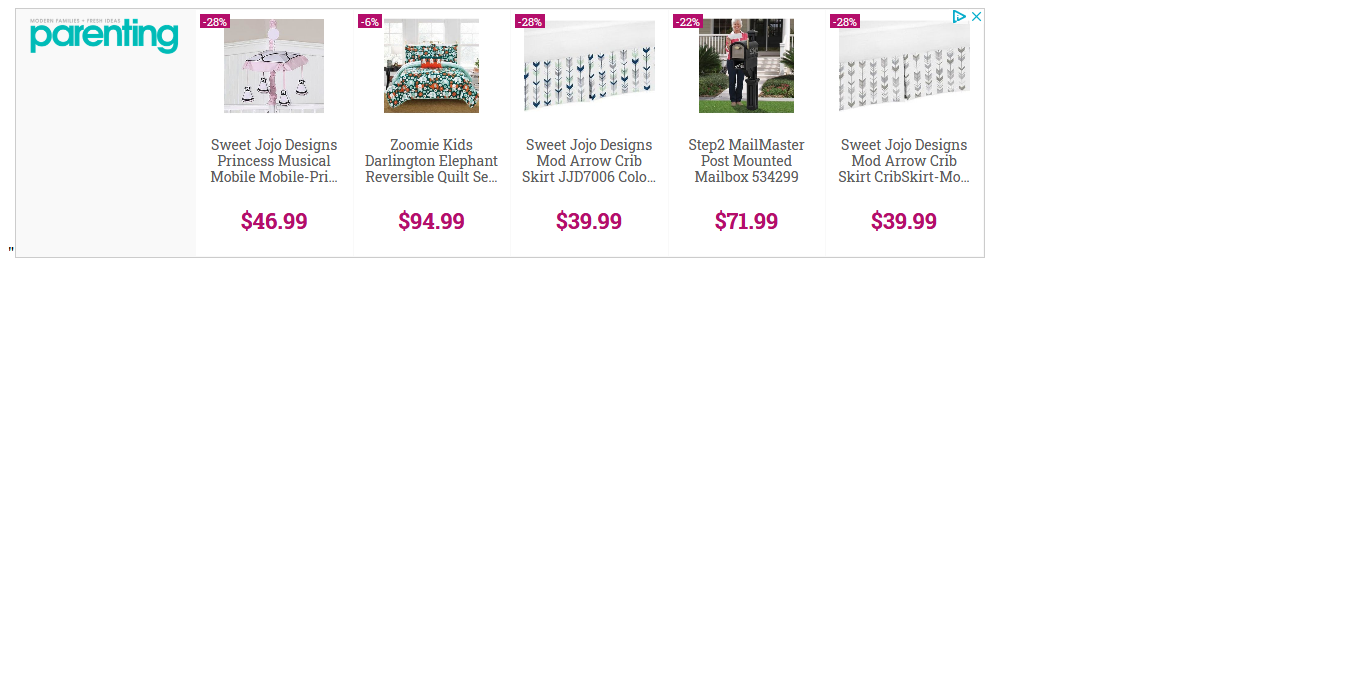 MODERN FAMILIES + FRESH IDEAS
parenting
-28%
Sweet Jojo Designs
Princess Musical
Mobile Mobile-Pri...
$46.99
-6%
Zoomie Kids
Darlington Elephant
Reversible Quilt Se...
$94.99
-28%
Sweet Jojo Designs
Mod Arrow Crib
Skirt JJD7006 Colo...
$39.99
-22%
Step2 MailMaster
Post Mounted
Mailbox 534299
$71.99
-28%
Sweet Jojo Designs
Mod Arrow Crib
Skirt CribSkirt-Mo...
$39.99
"